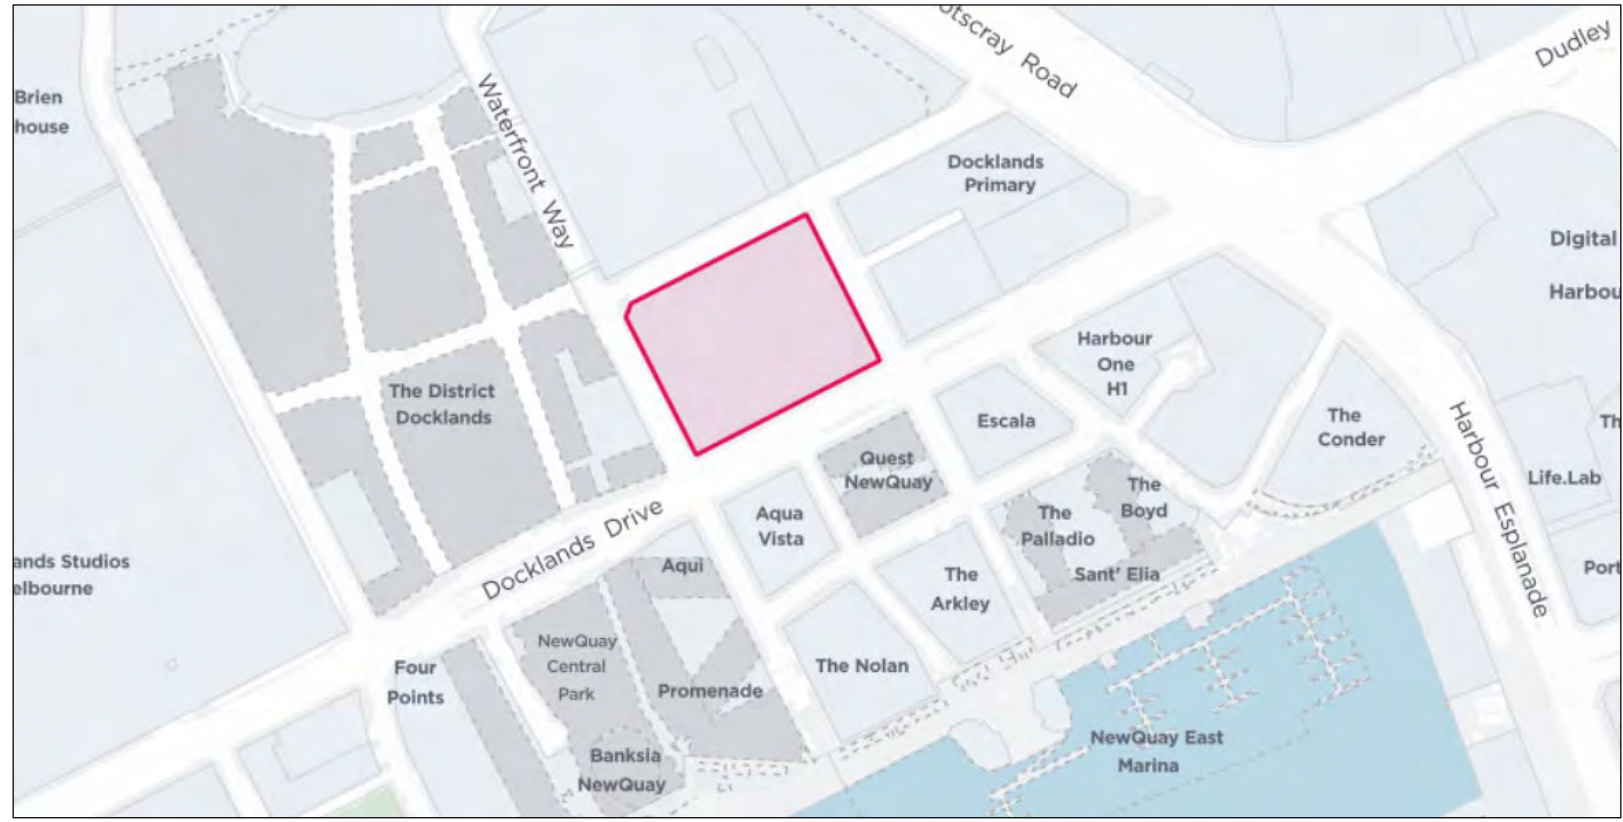 otscray Road
Dudley
Brien
house
Waterfront Way
Docklands
Primary
Digital
Harbou
Harbour
One
H1
The District
Docklands
Escala
The
Conder
Th
Harbour Esplanade
Quest
NewQuay
Life.Lab
The
Boyd
Aqua
Vista
The
Palladio
Docklands Drive
ands Studios
elbourne
Aqui
Sant' Elia
Port
The
Arkley
NewQuay
Central
Park
Four
Points
The Nolan
Promenade
NewQuay East
Marina
Banksia
NewQuay